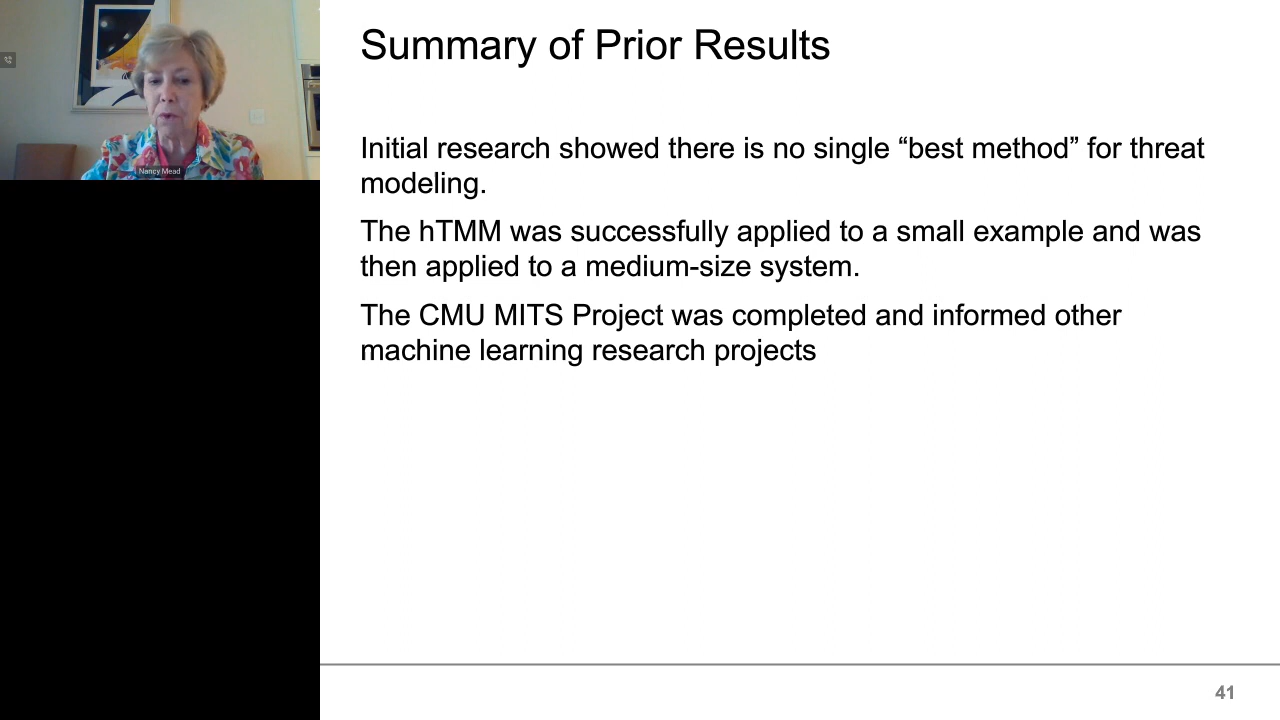 Nancy Mead
Summary of Prior Results
Initial research showed there is no single “best method” for threat
modeling.
The hTMM was successfully applied to a small example and was
then applied to a medium-size system.
The CMU MITS Project was completed and informed other
machine learning research projects
41